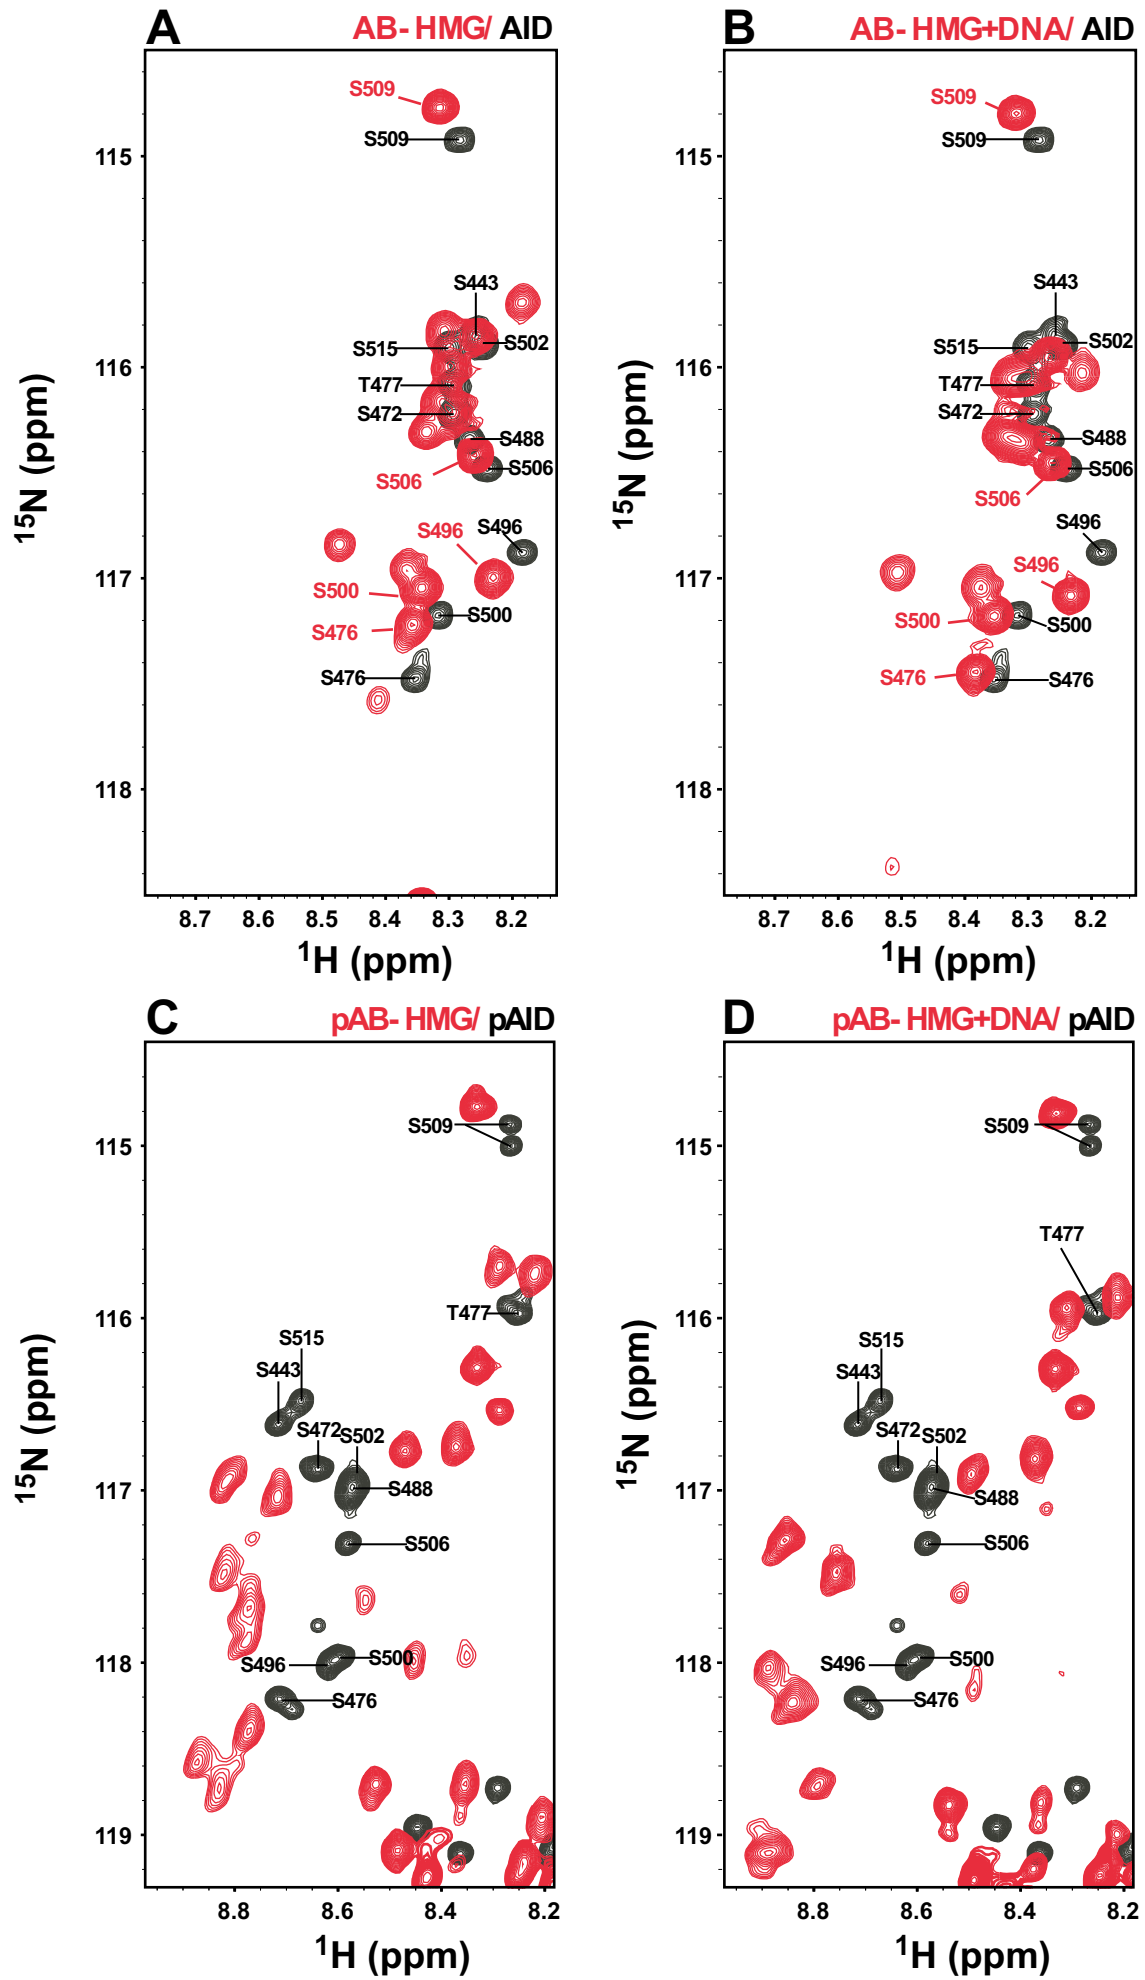 A AB-HMG/ AID
S509
S509
115
S443
S515 S502
116
T477
S472
S488
S506
S506
S496 S496
117
S500
S500
S476
S476
118
15N (ppm)
8.7 8.6 8.5 8.4 8.3 8.2
1H (ppm)
B AB-HMG+DNA/ AID
S509
S509
115
S443
S515 S502
116
T477
S472
S488
S506
S506
S496
S496
117
S500
S500
S476
S476
118
15N (ppm)
8.7 8.6 8.5 8.4 8.3 8.2
1H (ppm)
C pAB-HMG/ pAID
S509
115
T477
116
S515
S443
S472 S502
117
S488
S506
S500
S496
118
S476
119
15N (ppm)
8.8 8.6 8.4 8.2
1H (ppm)
D pAB-HMG+DNA/ pAID
S509
115
T477
116
S515
S443
S472 S502
117
S488
S506
S500
S496
118
S476
119
15N (ppm)
8.8 8.6 8.4 8.2
1H (ppm)